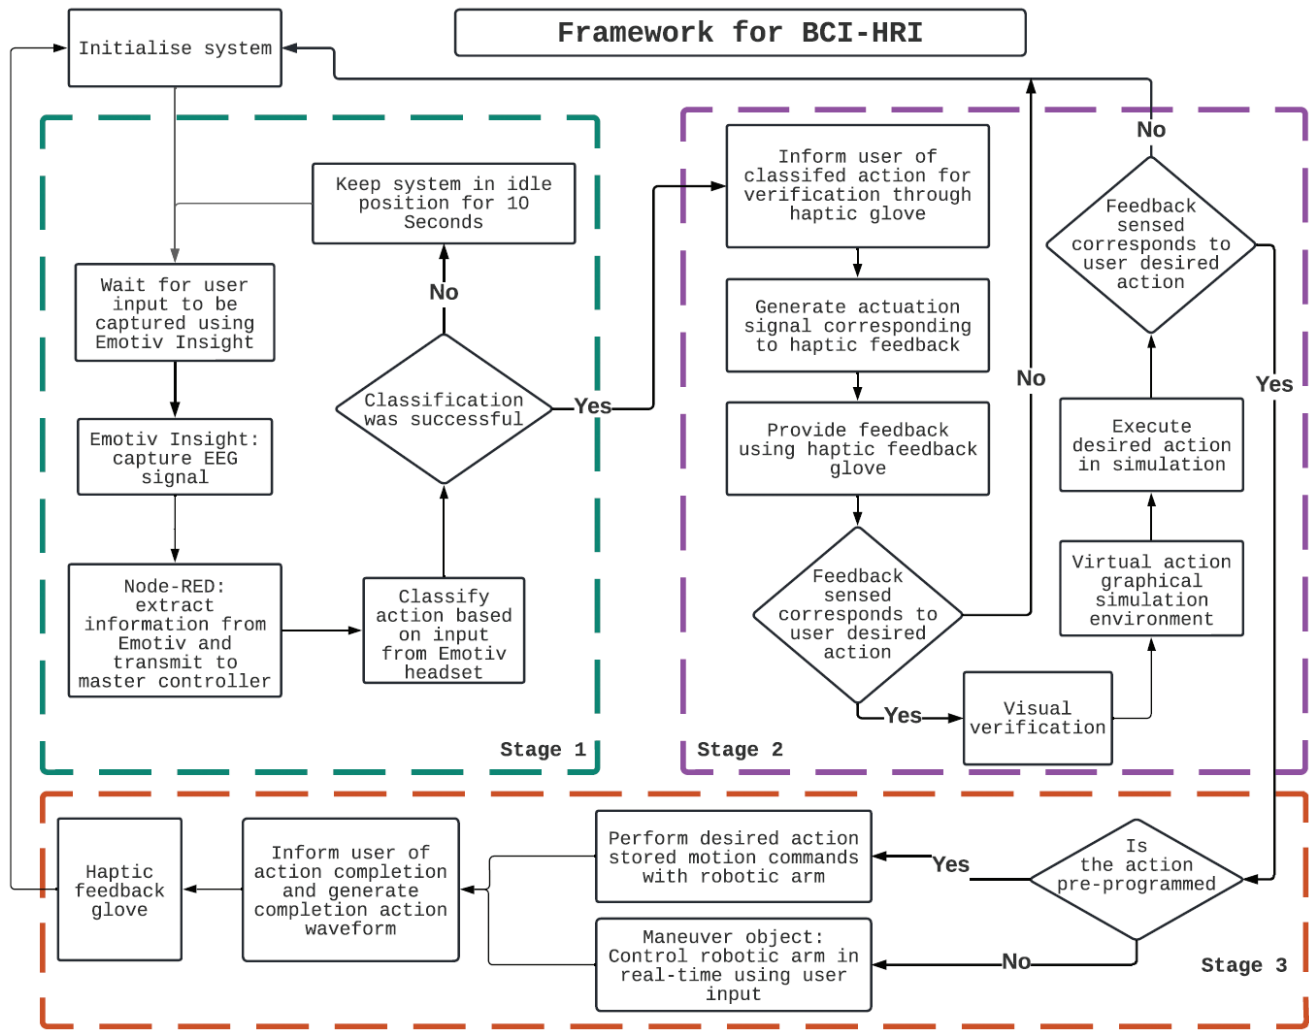 Framework for BCI-HRI
Initialise system
Keep system in idle
position for 10
Seconds
Wait for user
input to be
captured using
Emotiv Insight
No
Classification
was successful
Yes
Emotiv Insight:
capture EEG
signal
Node-RED:
extract
information from
Emotiv and
transmit to
master controller
Classify
action based
on input
from Emotiv
headset
Stage 1
Inform user of
classifed action for
verification through
haptic glove
Generate actuation
signal corresponding
to haptic feedback
Provide feedback
using haptic feedback
glove
Feedback
sensed
corresponds to
user desired
action
No
Yes
Visual
verification
Virtual action
graphical
simulation
environment
Execute
desired action
in simulation
Feedback
sensed
corresponds to
user desired
action
No
Yes
Stage 2
Is
the action
pre-programmed
Yes
No
Perform desired action
stored motion commands
with robotic arm
Maneuver object:
Control robotic arm in
real-time using user
input
Inform user of
action completion
and generate
completion action
waveform
Haptic
feedback
glove
Stage 3